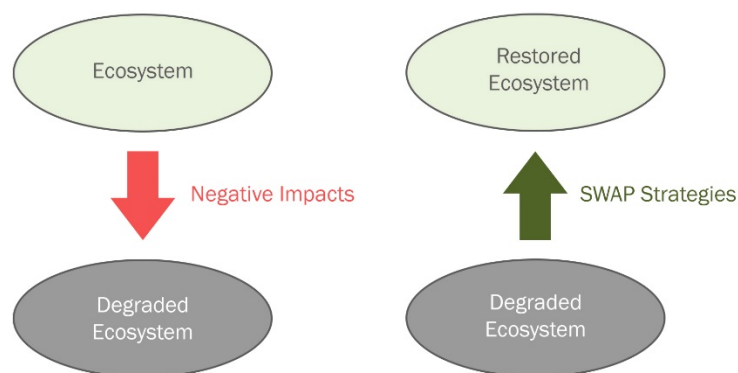 Ecosystem
Negative Impacts
Degraded
Ecosystem
Restored
Ecosystem
SWAP Strategies
Degraded
Ecosystem